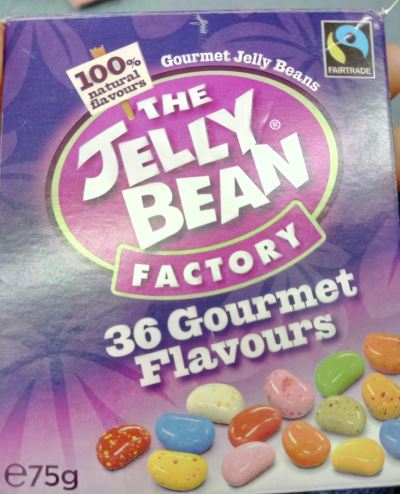 100%
natural
flavours
Gourmet Jelly Beans
FAIRTRADE
THE
JELLY
BEAN®
FACTORY
36 Gourmet
Flavours
℮75g